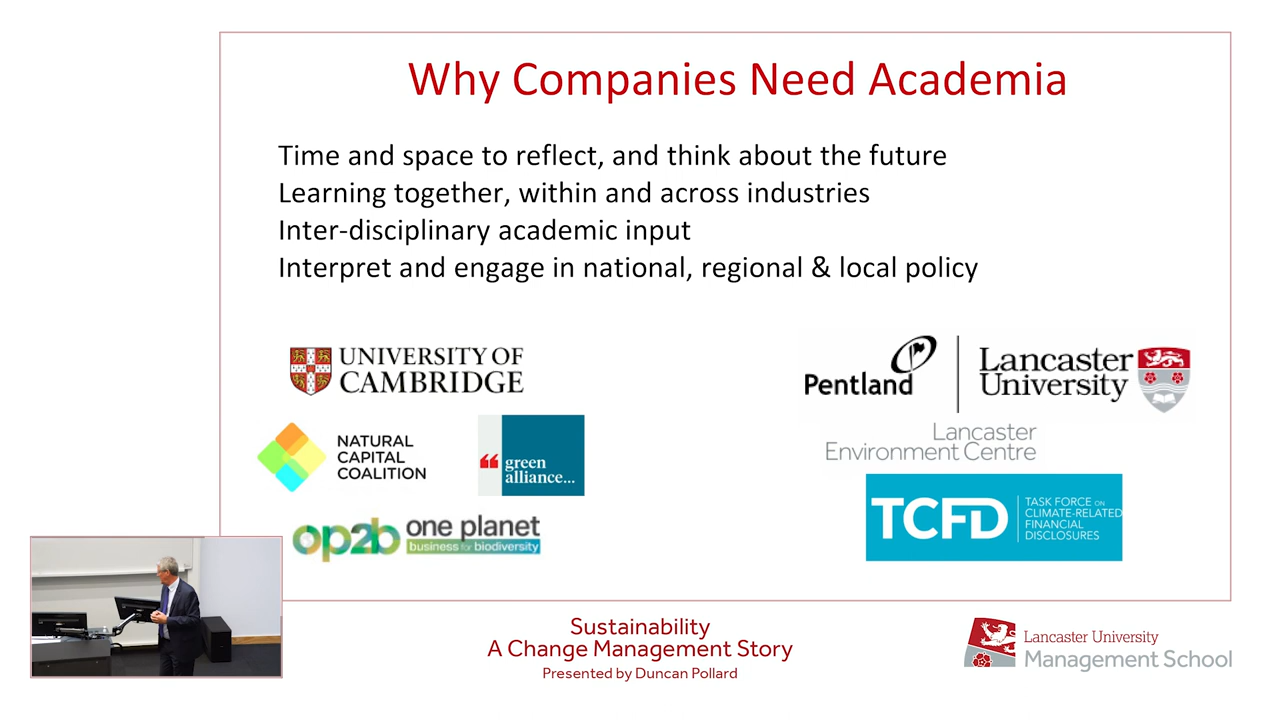 Why Companies Need Academia
Time and space to reflect, and think about the future
Learning together, within and across industries
Inter-disciplinary academic input
Interpret and engage in national, regional & local policy
UNIVERSITY OF
CAMBRIDGE
Pentland
Lancaster
University
NATURAL
CAPITAL
COALITION
green
alliance...
Lancaster
Environment Centre
op2b
one planet
business for biodiversity
TCFD
TASK FORCE ON
CLIMATE-RELATED
FINANCIAL
DISCLOSURES
Sustainability
A Change Management Story
Presented by Duncan Pollard
Lancaster University
Management School